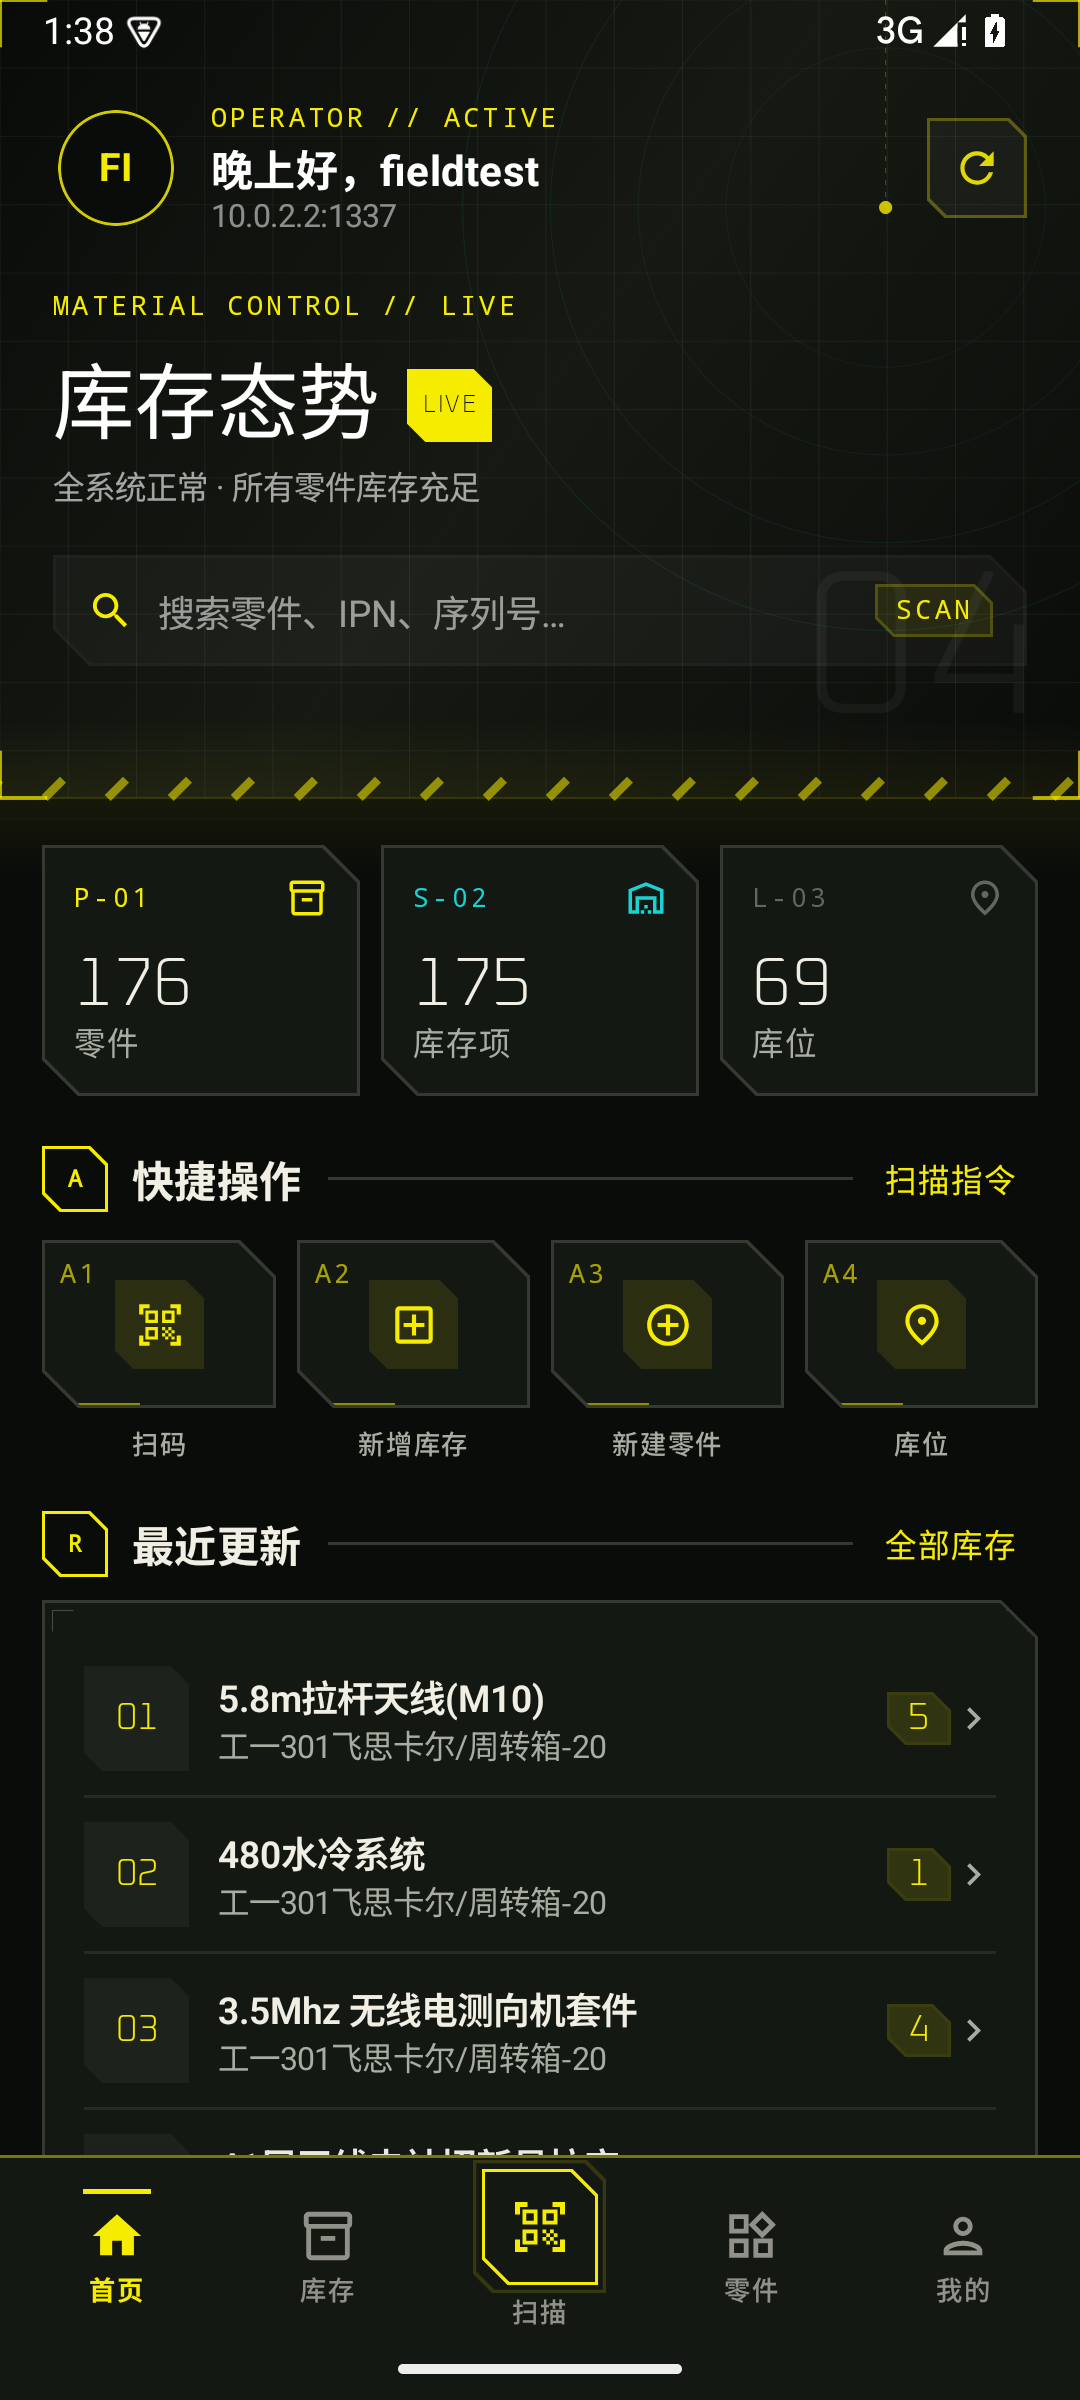 1:38
3G
FI
OPERATOR // ACTIVE
晚上好，fieldtest
10.0.2.2:1337
MATERIAL CONTROL // LIVE
库存态势
LIVE
全系统正常 · 所有零件库存充足
搜索零件、IPN、序列号…
SCAN
04
P-01
176
零件
S-02
175
库存项
L-03
69
库位
A
快捷操作
扫描指令
A1
扫码
A2
新增库存
A3
新建零件
A4
库位
R
最近更新
全部库存
01
5.8m拉杆天线(M10)
工一301飞思卡尔/周转箱-20
5
02
480水冷系统
工一301飞思卡尔/周转箱-20
1
03
3.5Mhz 无线电测向机套件
工一301飞思卡尔/周转箱-20
4
首页
库存
扫描
零件
我的